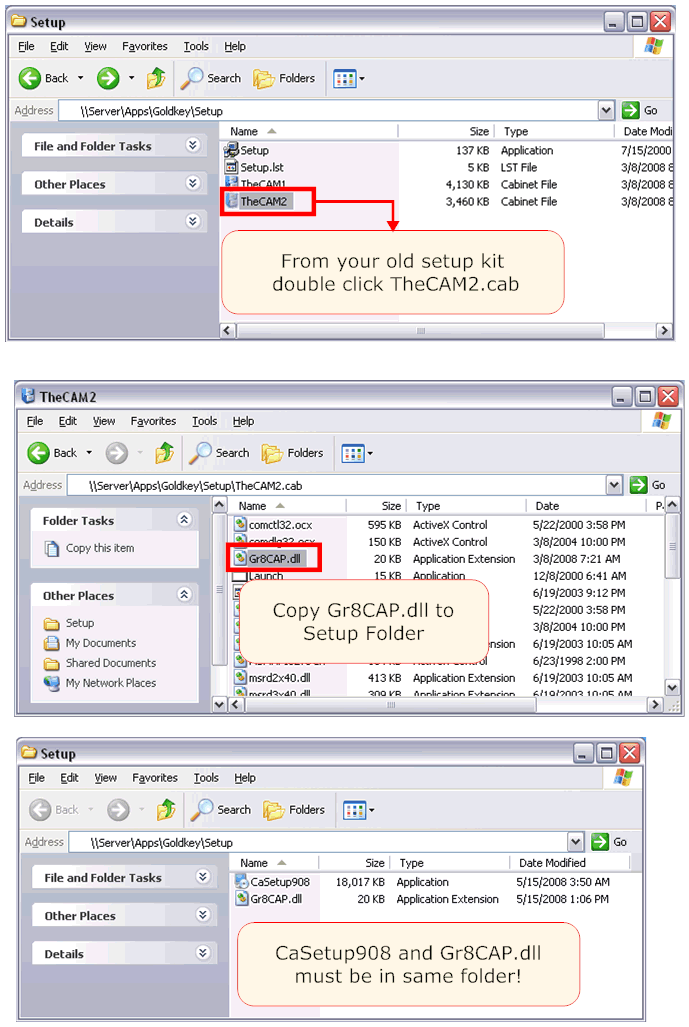 Setup
File Edit View Favorites Tools Help
Back Search Folders
Address \\Server\Apps\Goldkey\Setup Go
Name Size Type Date Modi
File and Folder Tasks
Other Places
Details
Setup 137 KB Application 7/15/2000
Setup.lst 5 KB LST File 3/8/2008 8
TheCAM1 4,130 KB Cabinet File 3/8/2008 8
TheCAM2 3,460 KB Cabinet File 3/8/2008 8
From your old setup kit
double click TheCAM2.cab
TheCAM2
File Edit View Favorites Tools Help
Back Search Folders
Address \\Server\Apps\Goldkey\Setup\TheCAM2.cab Go
Name Size Type Date P.
Folder Tasks
Copy this item
Other Places
Setup
My Documents
Shared Documents
My Network Places
comctl32.ocx 595 KB ActiveX Control 5/22/2000 3:58 PM
comdlg32.ocx 150 KB ActiveX Control 3/8/2004 10:00 PM
Gr8CAP.dll 20 KB Application Extension 3/8/2008 7:21 AM
Launch 15 KB Application 12/8/2000 6:41 AM
6/19/2003 9:12 PM
5/22/2000 3:58 PM
3/8/2004 10:00 PM
Extension 6/19/2003 10:05 AM
6/23/1998 2:00 PM
msrd2x40.dll 413 KB Application Extension 6/19/2003 10:05 AM
msrd3x40.dll 309 KB Application Extension 6/19/2003 10:05 AM
Copy Gr8CAP.dll to
Setup Folder
Setup
File Edit View Favorites Tools Help
Back Search Folders
Address \\Server\Apps\Goldkey\Setup Go
Name Size Type Date Modified
File and Folder Tasks
Other Places
Details
CaSetup908 18,017 KB Application 5/15/2008 3:50 AM
Gr8CAP.dll 20 KB Application Extension 5/15/2008 1:06 PM
CaSetup908 and Gr8CAP.dll
must be in same folder!